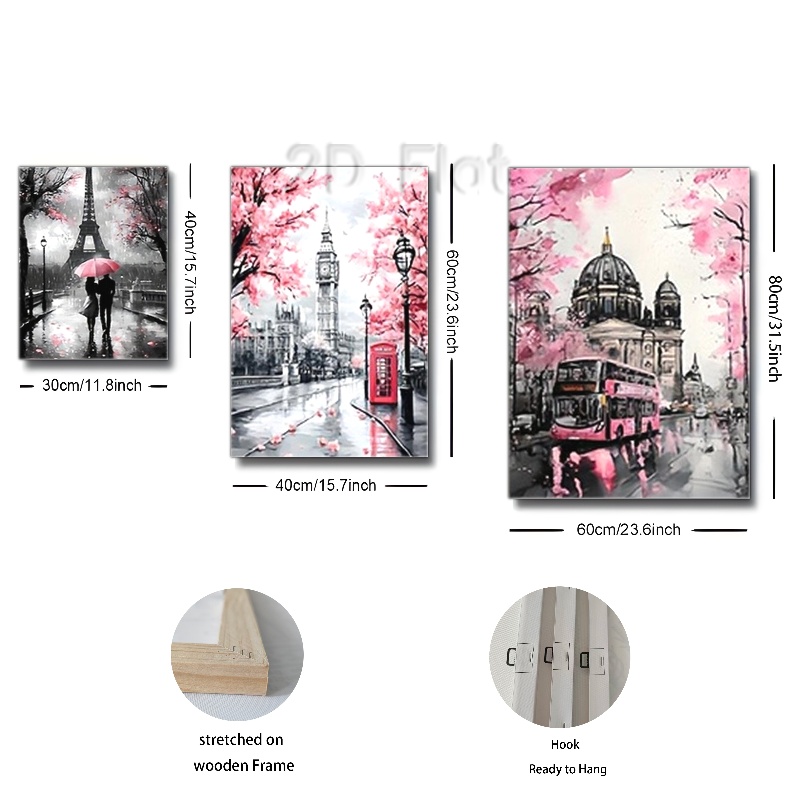 2D Flat
40cm/15.7inch
30cm/11.8inch
60cm/23.6inch
40cm/15.7inch
80cm/31.5inch
60cm/23.6inch
stretched on
wooden Frame
Hook
Ready to Hang